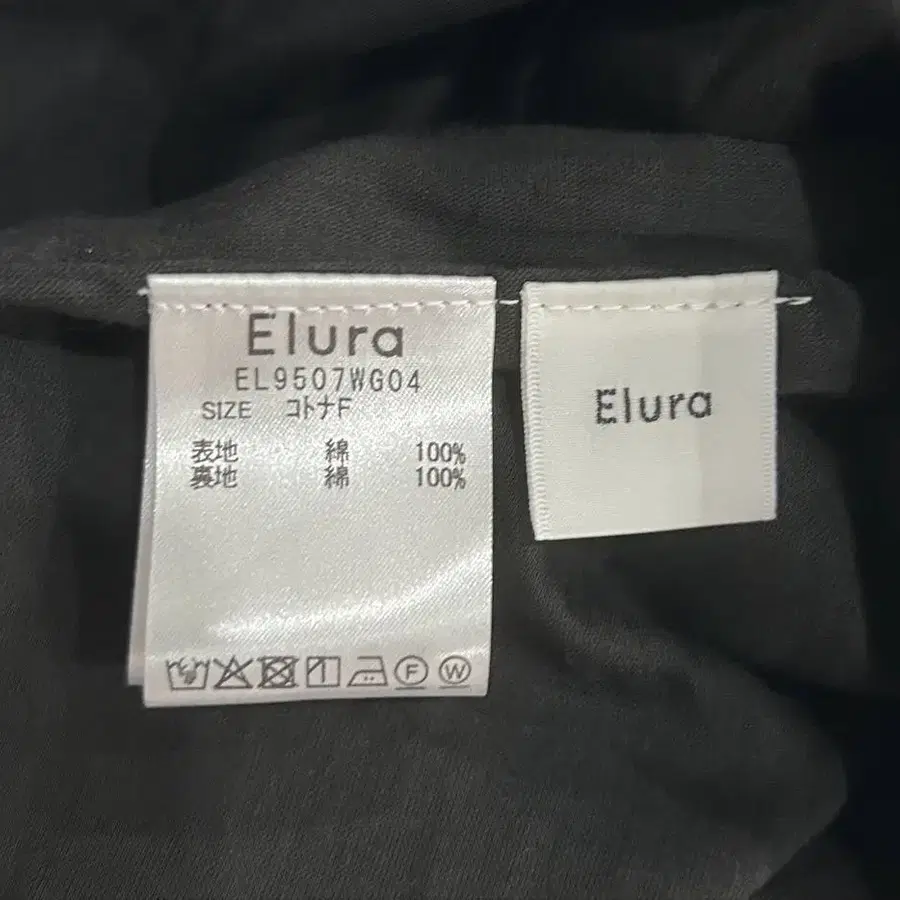 Elura
EL9507WG04
SIZE コトナF
表地 綿 100%
裏地 綿 100%
F W
Elura